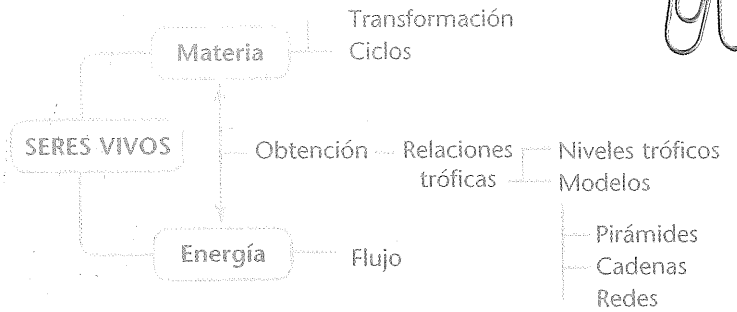 Transformación
Materia
Ciclos
SERES VIVOS
Obtención
Relaciones
tróficas
Niveles tróficos
Modelos
Pirámides
Cadenas
Redes
Energía
Flujo